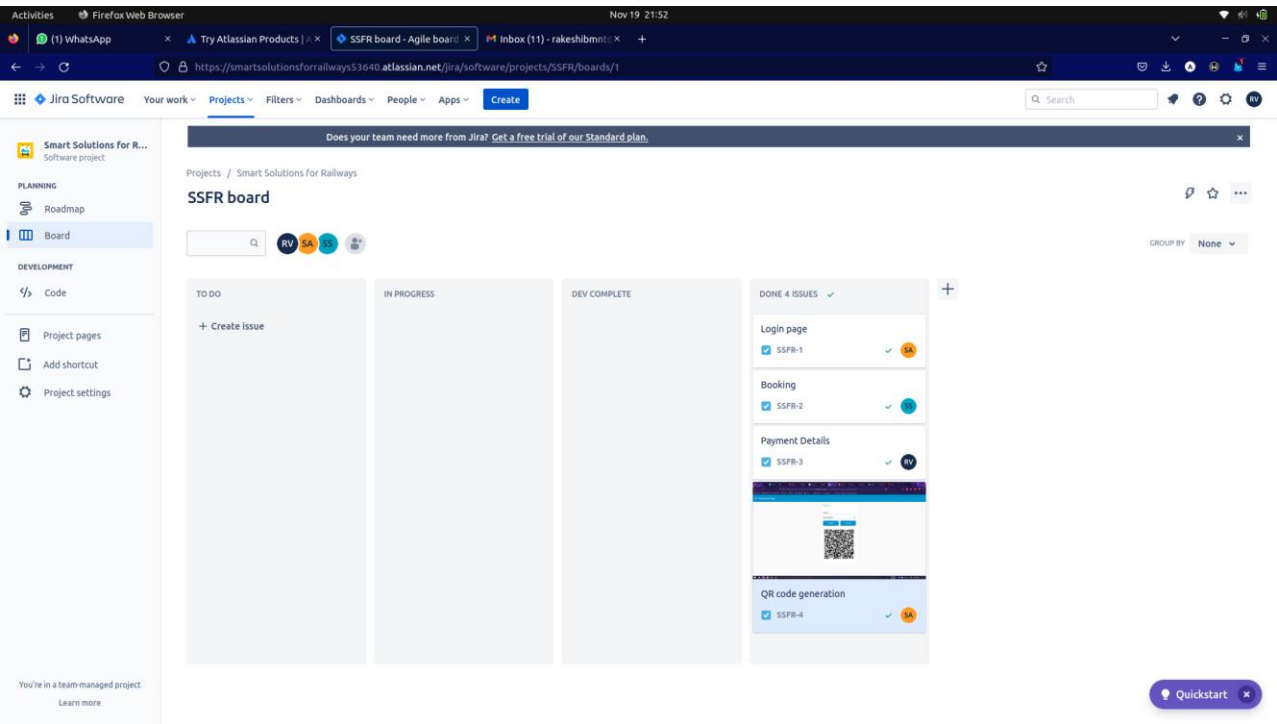 Activities Firefox Web Browser Nov 19 21:52
(1) WhatsApp × Try Atlassian Products | A × SSFR board - Agile board × Inbox (11) - rakeshibmnt × +
https://smartsolutionsforrailways53640.atlassian.net/jira/software/projects/SSFR/boards/1
Jira Software Your work Projects Filters Dashboards People Apps Create Search RV
Does your team need more from Jira? Get a free trial of our Standard plan. ×
Smart Solutions for R...
Software project
PLANNING
Roadmap
Board
DEVELOPMENT
Code
Project pages
Add shortcut
Project settings
You're in a team-managed project
Learn more
Projects / Smart Solutions for Railways
SSFR board
RV SA SS
GROUP BY None
TO DO IN PROGRESS DEV COMPLETE DONE 4 ISSUES
+ Create issue
Login page
SSFR-1 SA
Booking
SSFR-2 SS
Payment Details
SSFR-3 RV
QR code generation
SSFR-4 SA
Quickstart ×